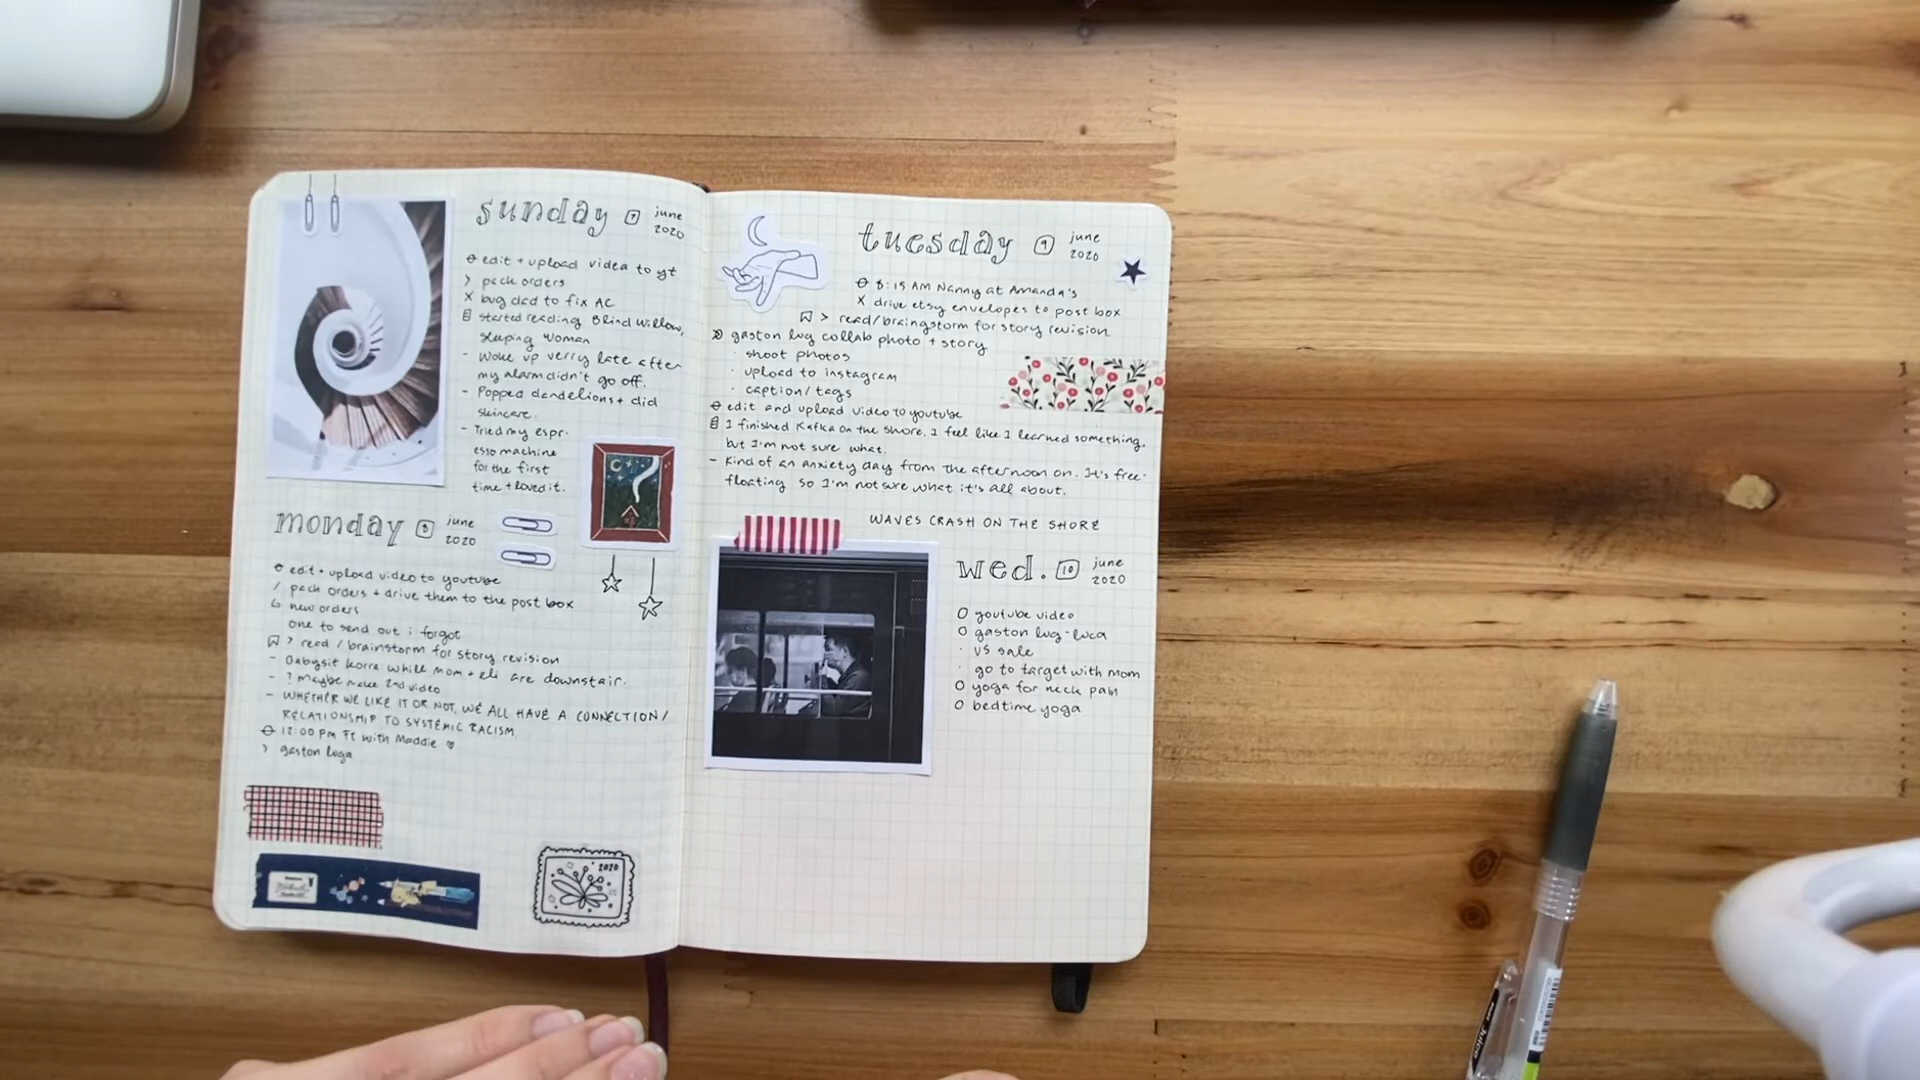 sunday 7 june
2020
edit + upload video to yt
> pack orders
X bug dad to fix AC
started reading Blind Willow,
sleeping woman
- Woke up verry late after
my alarm didn't go off.
- Popped dandelions + did
skincare.
- Tried my espr-
esso machine
for the first
time + loved it.
monday 8 june
2020
edit + upload video to youtube
/ pack orders + drive them to the post box
new orders
one to send out i forgot
> read / brainstorm for story revision
- Babysit Korra while mom + eli are downstair.
- ? Maybe make 2nd video
- WHETHER WE LIKE IT OR NOT, WE ALL HAVE A CONNECTION/
RELATIONSHIP TO SYSTEMIC RACISM.
12:00 PM FT with Maddie ♡
> gaston loga
2020
tuesday 9 june
2020
8:15 AM Nanny at Amanda's
X drive etsy envelopes to post box
> read/braingstorm for story revision
gaston lug collab photo + story
· shoot photos
· upload to instagram
· caption/tags
edit and upload video to youtube
I finished Kafka on the shore. I feel like I learned something,
but I'm not sure what.
- Kind of an anxiety day from the afternoon on. It's free-
floating so I'm not sure what it's all about.
WAVES CRASH ON THE SHORE
wed. 10 june
2020
O youtube video
O gaston lug-luca
· VS sale
· go to target with mom
O yoga for neck pain
O bedtime yoga
Juice